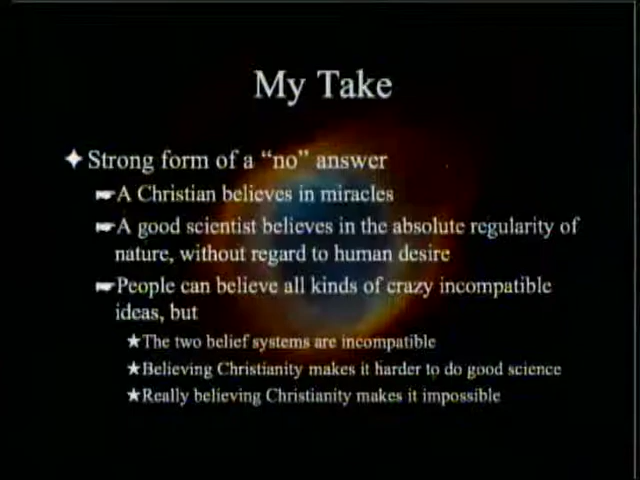 My Take
Strong form of a “no” answer
A Christian believes in miracles
A good scientist believes in the absolute regularity of
nature, without regard to human desire
People can believe all kinds of crazy incompatible
ideas, but
The two belief systems are incompatible
Believing Christianity makes it harder to do good science
Really believing Christianity makes it impossible